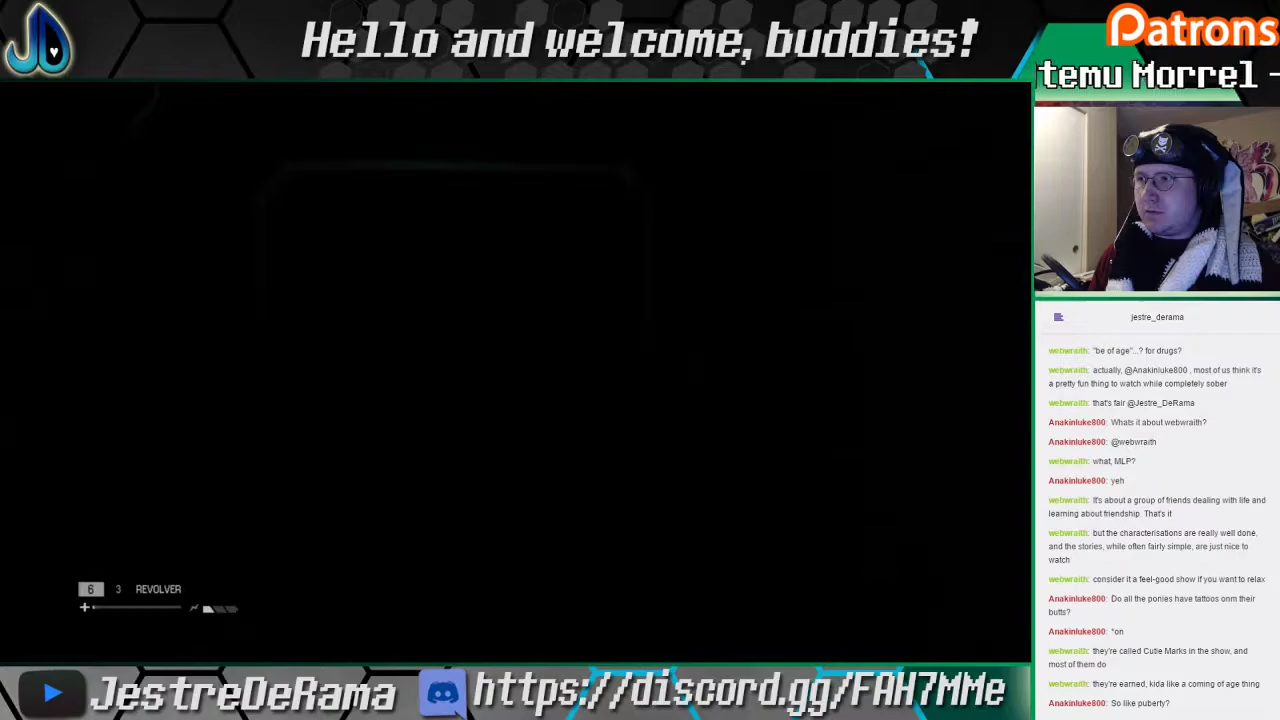 Hello and welcome, buddies!
Patrons
temu Morrel -
jestre_derama
webwraith: "be of age"...? for drugs?
webwraith: actually, @Anakinluke800 , most of us think it's
a pretty fun thing to watch while completely sober
webwraith: that's fair @Jestre_DeRama
Anakinluke800: Whats it about webwraith?
Anakinluke800: @webwraith
webwraith: what, MLP?
Anakinluke800: yeh
webwraith: It's about a group of friends dealing with life and
learning about friendship. That's it
webwraith: but the characterisations are really well done,
and the stories, while often fairly simple, are just nice to
watch
webwraith: consider it a feel-good show if you want to relax
Anakinluke800: Do all the ponies have tattoos onm their
butts?
Anakinluke800: *on
webwraith: they're called Cutie Marks in the show, and
most of them do
webwraith: they're earned, kida like a coming of age thing
Anakinluke800: So like puberty?
6 3 REVOLVER
JestreDeRama
https://discord.gg/FAH7MMe